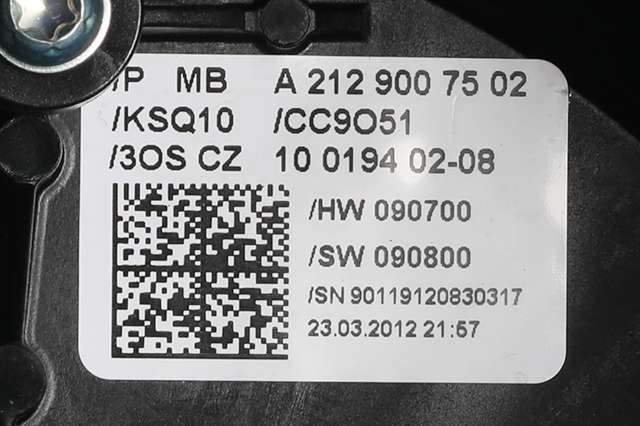 /P MB A 212 900 75 02
/KSQ10 /CC9O51
/3OS CZ 10 0194 02-08
/HW 090700
/SW 090800
/SN 90119120830317
23.03.2012 21:57